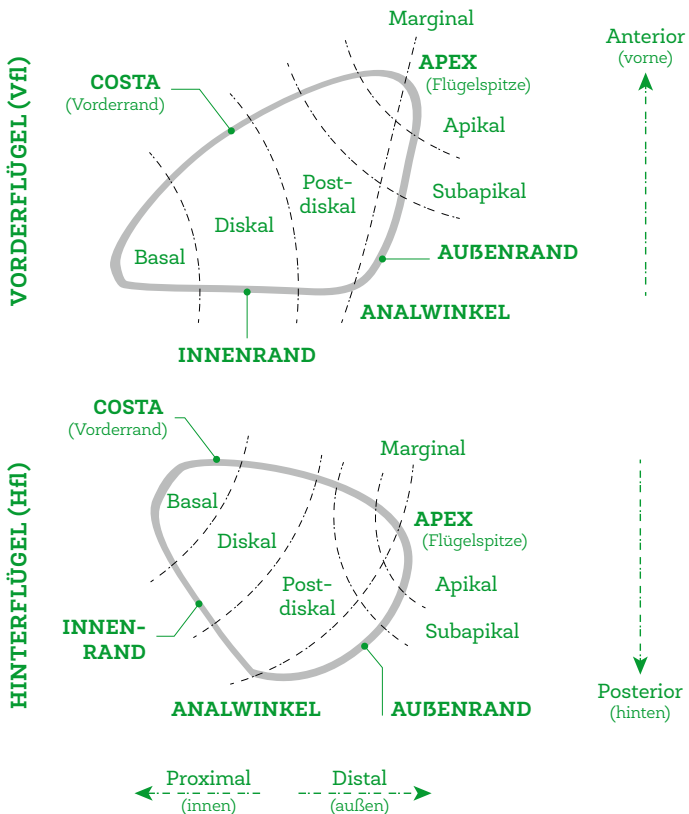 VORDERFLÜGEL (Vfl)
Marginal
COSTA
(Vorderrand)
APEX
(Flügelspitze)
Apikal
Post-
diskal
Subapikal
Diskal
Basal
AUẞENRAND
ANALWINKEL
INNENRAND
Anterior
(vorne)
HINTERFLÜGEL (Hfl)
COSTA
(Vorderrand)
Marginal
Basal
APEX
(Flügelspitze)
Diskal
Post-
diskal
Apikal
Subapikal
INNEN-
RAND
ANALWINKEL
AUẞENRAND
Posterior
(hinten)
Proximal
(innen)
Distal
(außen)